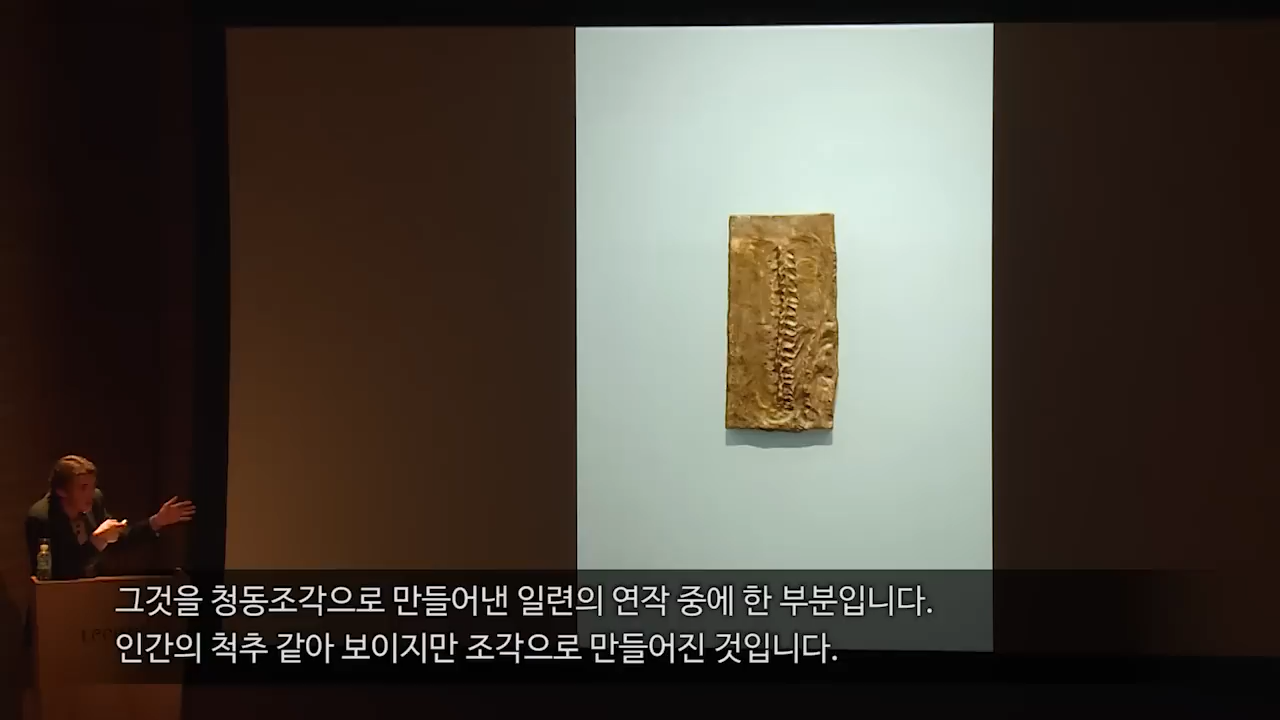 그것을 청동조각으로 만들어낸 일련의 연작 중에 한 부분입니다.
인간의 척추 같아 보이지만 조각으로 만들어진 것입니다.